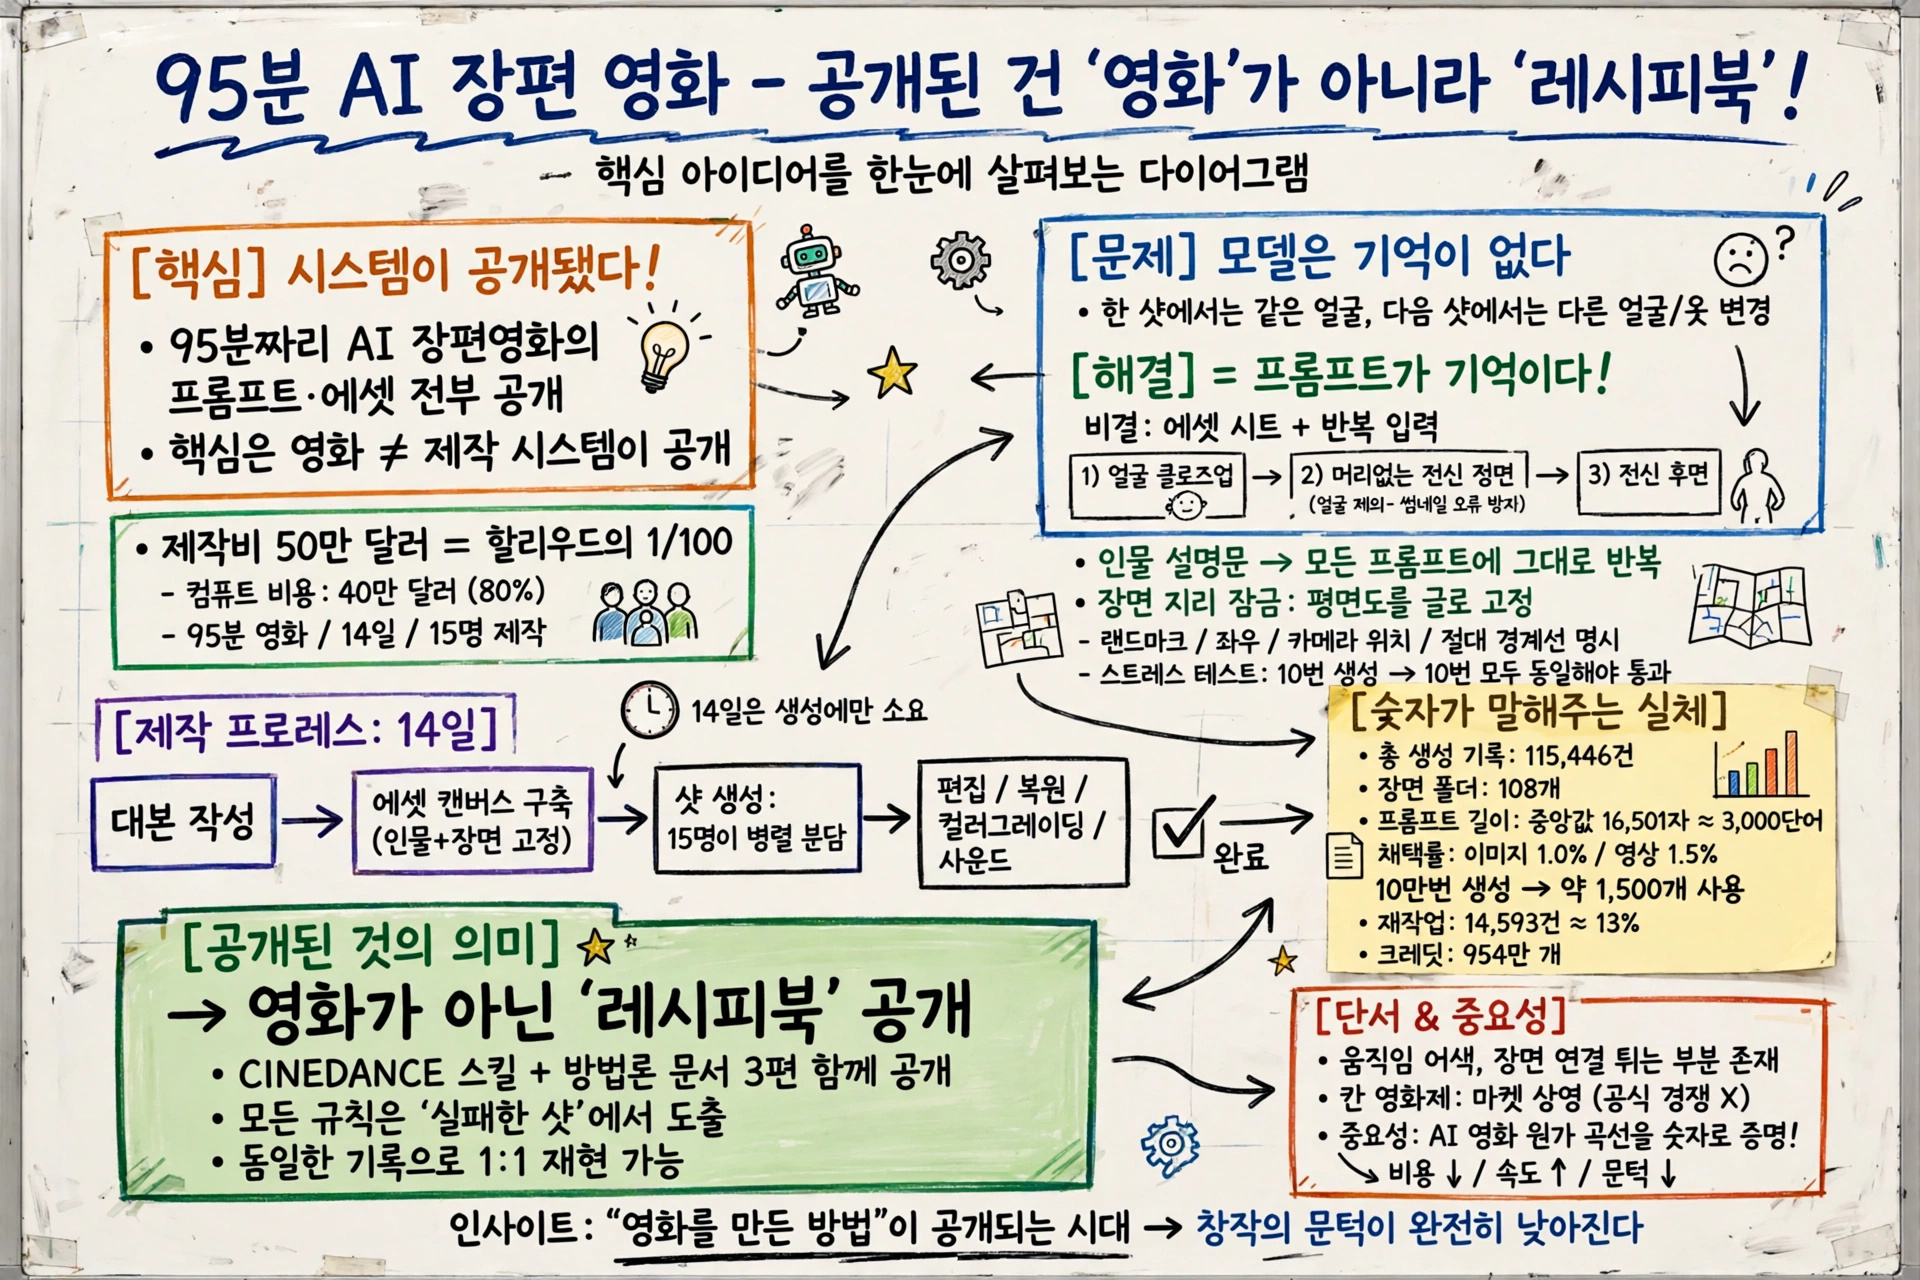 95분 AI 장편 영화 - 공개된 건 ‘영화’가 아니라 ‘레시피북’!
- 핵심 아이디어를 한눈에 살펴보는 다이어그램
[핵심] 시스템이 공개됐다!
• 95분짜리 AI 장편영화의
프롬프트·에셋 전부 공개
• 핵심은 영화 ≠ 제작 시스템이 공개
• 제작비 50만 달러 = 할리우드의 1/100
- 컴퓨트 비용: 40만 달러 (80%)
- 95분 영화 / 14일 / 15명 제작
[문제] 모델은 기억이 없다
?
• 한 샷에서는 같은 얼굴, 다음 샷에서는 다른 얼굴/옷 변경
[해결] = 프롬프트가 기억이다!
비결: 에셋 시트 + 반복 입력
1) 얼굴 클로즈업 →
2) 머리없는 전신 정면 →
(얼굴 제의- 썸네일 오류 방자)
3) 전신 후면
• 인물 설명문 → 모든 프롬프트에 그대로 반복
• 장면 지리 잠금: 평면도를 글로 고정
- 랜드마크 / 좌우 / 카메라 위치 / 절대 경계선 명시
- 스트레스 테스트: 10번 생성 → 10번 모두 동일해야 통과
[제작 프로레스: 14일]
14일은 생성에만 소요
대본 작성
에셋 캔버스 구축
(인물+장면 고정)
샷 생성:
15명이 병렬 분담
편집 / 복원 /
컬러그레이딩 /
사운드
완료
[숫자가 말해주는 실체]
• 총 생성 기록: 115,446건
• 장면 폴더: 108개
• 프롬프트 길이: 중앙값 16,501자 ≈ 3,000단어
채택률: 이미지 1.0% / 영상 1.5%
10만번 생성 → 약 1,500개 사용
• 재작업: 14,593건 ≈ 13%
• 크레딧: 954만 개
[공개된 것의 의미]
→ 영화가 아닌 ‘레시피북’ 공개
• CINEDANCE 스킬 + 방법론 문서 3편 함께 공개
• 모든 규칙은 ‘실패한 샷’에서 도출
• 동일한 기록으로 1:1 재현 가능
[단서 & 중요성]
• 움직임 어색, 장면 연결 튀는 부분 존재
• 칸 영화제: 마켓 상영 (공식 경쟁 X)
• 중요성: AI 영화 원가 곡선을 숫자로 증명!
비용 ↓ / 속도 ↑ / 문턱 ↓
인사이트: “영화를 만든 방법”이 공개되는 시대 → 창작의 문턱이 완전히 낮아진다